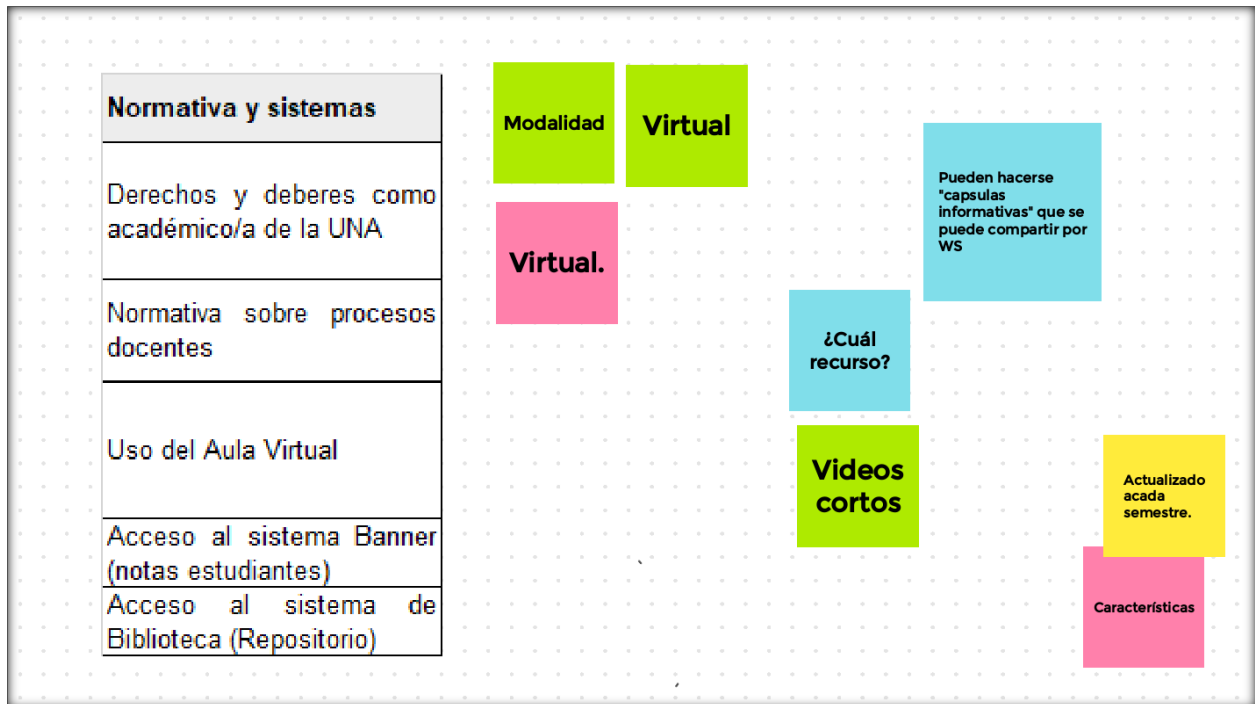 Normativa y sistemas
Derechos y deberes como
académico/a de la UNA
Normativa sobre procesos
docentes
Uso del Aula Virtual
Acceso al sistema Banner
(notas estudiantes)
Acceso al sistema de
Biblioteca (Repositorio)
Modalidad
Virtual
Virtual.
Pueden hacerse
"capsulas
informativas" que se
puede compartir por
WS
¿Cuál
recurso?
Videos
cortos
Actualizado
acada
semestre.
Características